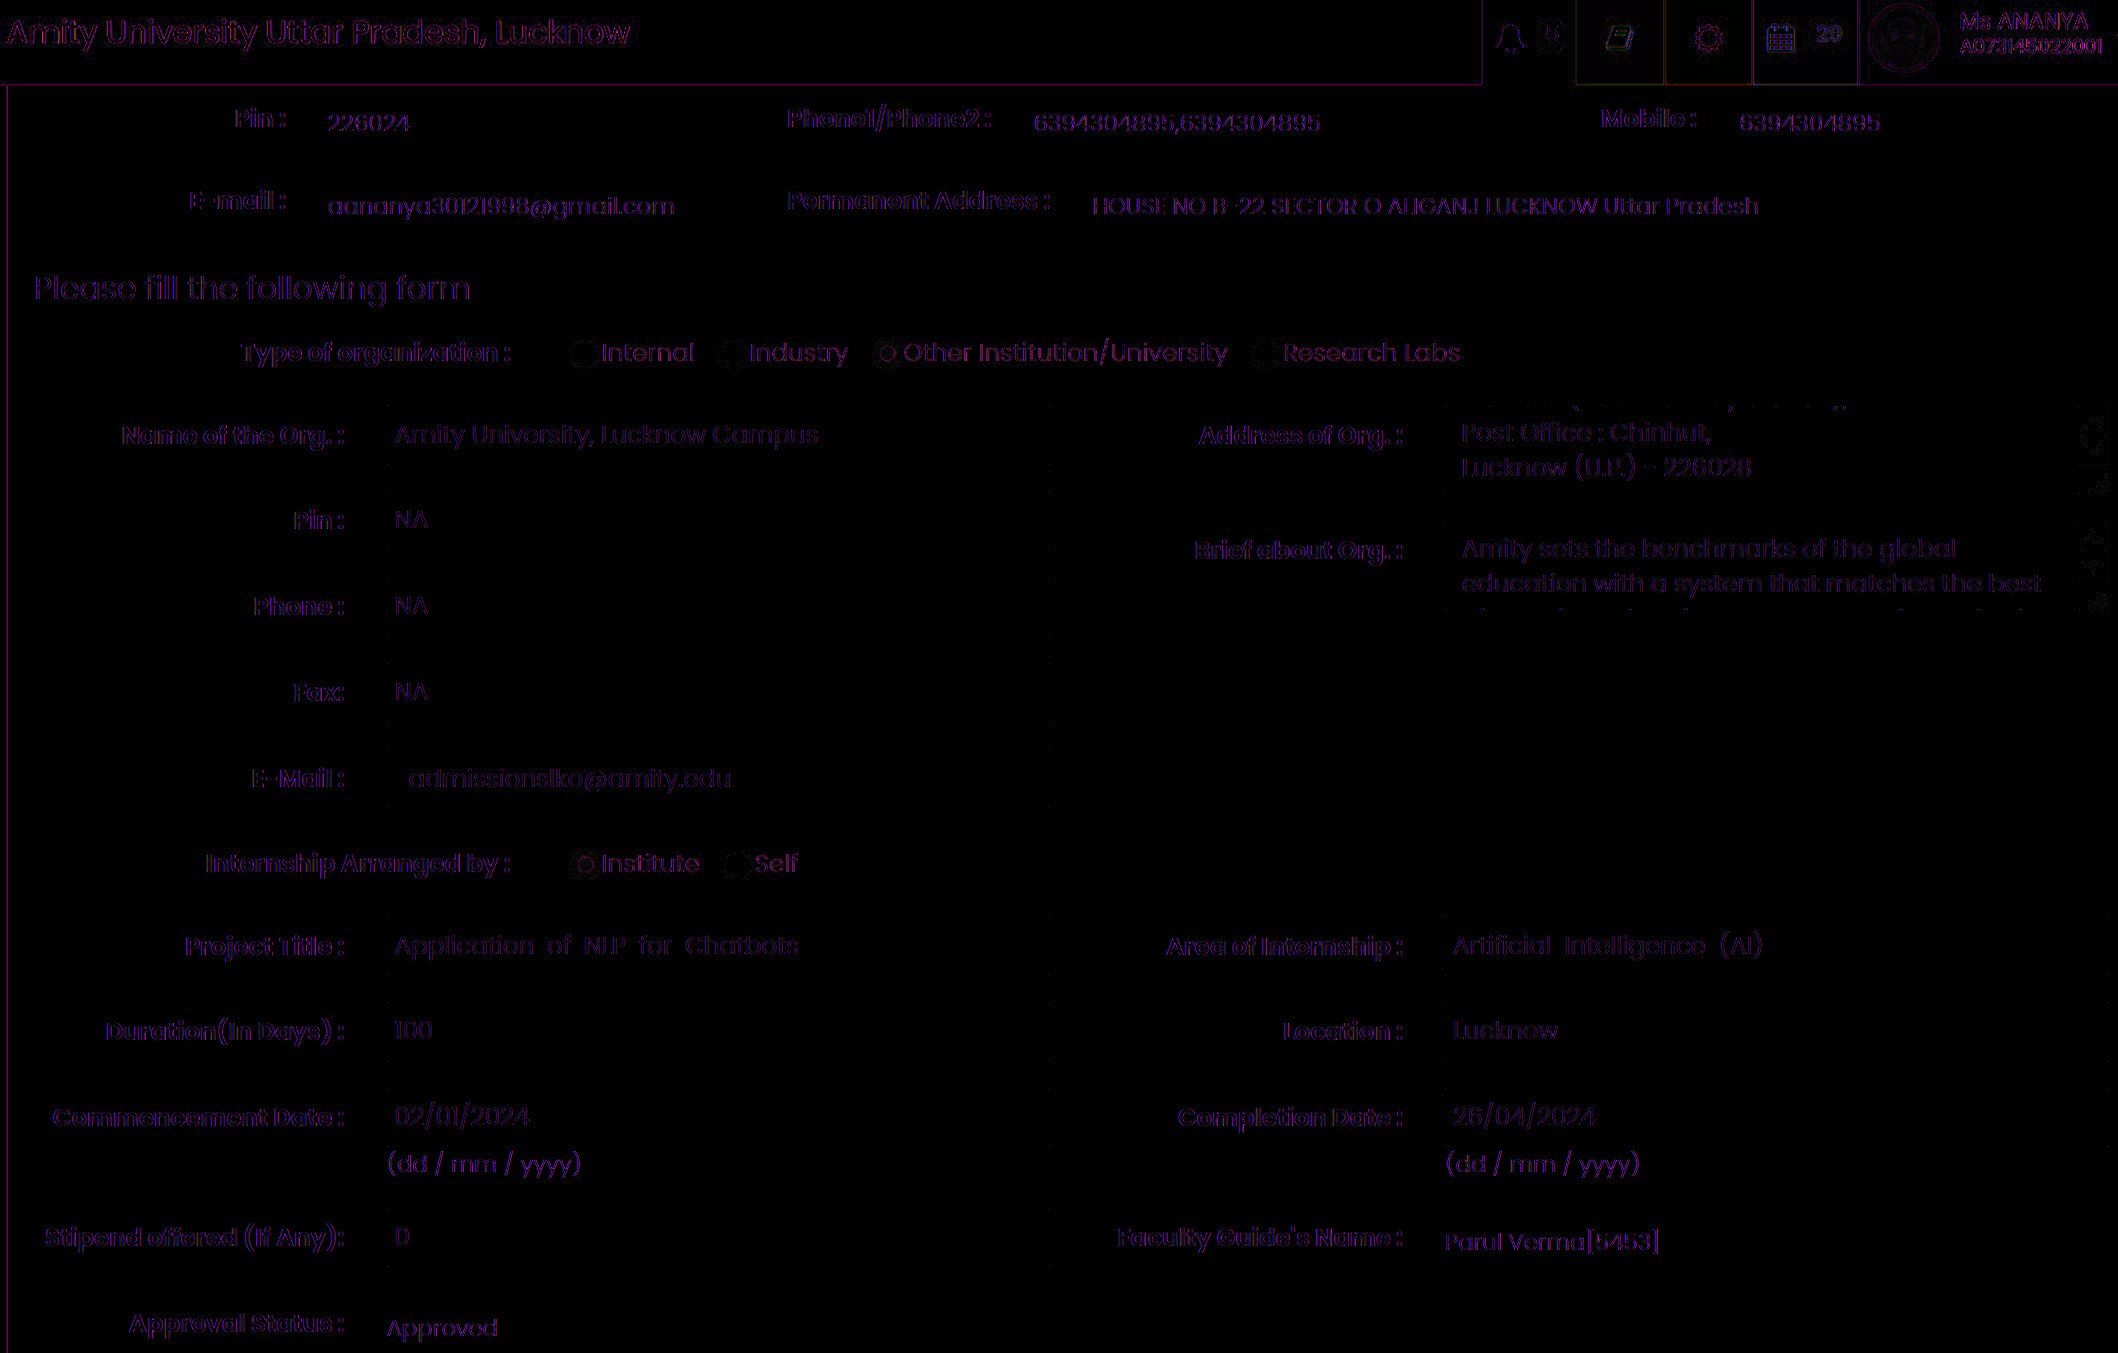 Amity University Uttar Pradesh, Lucknow
29
Ms ANANYA
A073145022001
Pin : 226024 Phone1/Phone2 : 6394304895,6394304895 Mobile : 6394304895
E-mail : aananya30121998@gmail.com Permanent Address : HOUSE NO B -22 SECTOR O ALIGANJ LUCKNOW Uttar Pradesh
Please fill the following form
Type of organization : Internal Industry Other Institution/University Research Labs
Name of the Org. : Amity University, Lucknow Campus Address of Org. : Post Office : Chinhut,
Lucknow (U.P.) - 226028
Pin : NA
Brief about Org. : Amity sets the benchmarks of the global
education with a system that matches the best
Phone : NA
Fax: NA
E-Mail : admissionslko@amity.edu
Internship Arranged by : Institute Self
Project Title : Application of NLP for Chatbots Area of Internship : Artificial Intelligence (AI)
Duration(In Days) : 100 Location : Lucknow
Commencement Date : 02/01/2024 Completion Date : 26/04/2024
(dd / mm / yyyy) (dd / mm / yyyy)
Stipend offered (If Any): 0 Faculty Guide's Name : Parul Verma[5453]
Approval Status : Approved